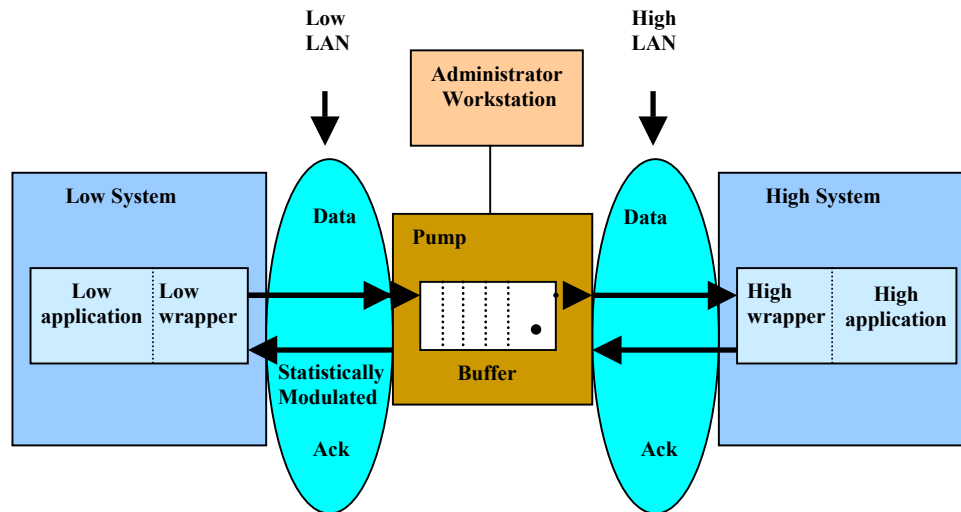 Low
LAN
High
LAN
Administrator
Workstation
Low System
Data
Pump
Data
High System
Low
application
Low
wrapper
High
wrapper
High
application
Statistically
Modulated
Buffer
Ack
Ack